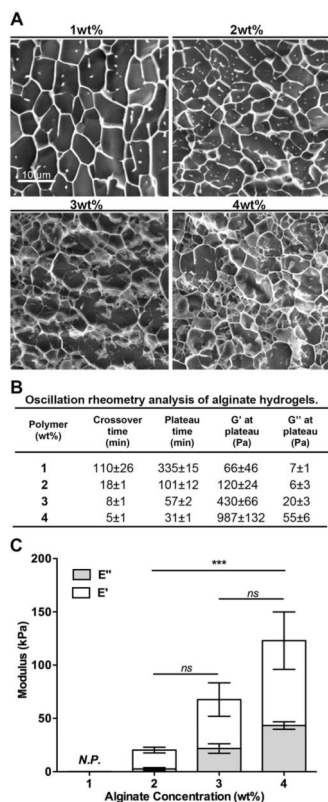 A
1wt%
2wt%
10 µm
3wt%
4wt%
B
Oscillation rheometry analysis of alginate hydrogels.
Polymer (wt%) Crossover time (min) Plateau time (min) G' at plateau (Pa) G'' at plateau (Pa)
1 110±26 335±15 66±46 7±1
2 18±1 101±12 120±24 6±3
3 8±1 57±2 430±66 20±3
4 5±1 31±1 987±132 55±6
C
200
E''
E'
***
150
ns
100
ns
50
N.P.
0
Modulus (kPa)
1 2 3 4
Alginate Concentration (wt%)